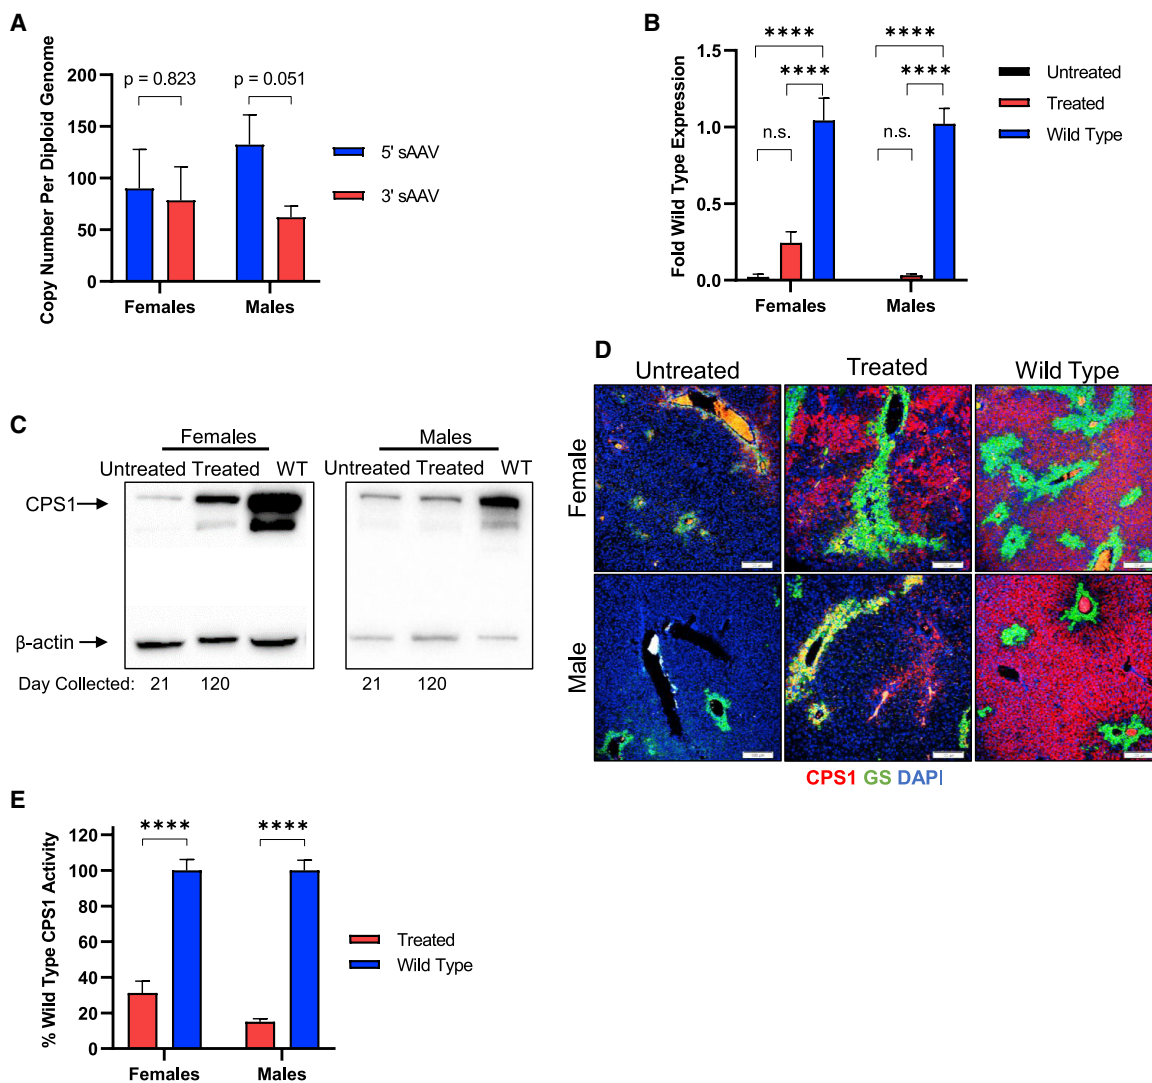 A
Copy Number Per Diploid Genome
200
150
100
50
0
p = 0.823
p = 0.051
Females
Males
5' sAAV
3' sAAV
B
Fold Wild Type Expression
1.5
1.0
0.5
0.0
****
****
n.s.
****
****
n.s.
Females
Males
Untreated
Treated
Wild Type
C
Females
Males
Untreated Treated WT
Untreated Treated WT
CPS1
β-actin
Day Collected: 21 120
21 120
D
Untreated
Treated
Wild Type
Female
Male
CPS1 GS DAPI
E
% Wild Type CPS1 Activity
120
100
80
60
40
20
0
****
****
Females
Males
Treated
Wild Type